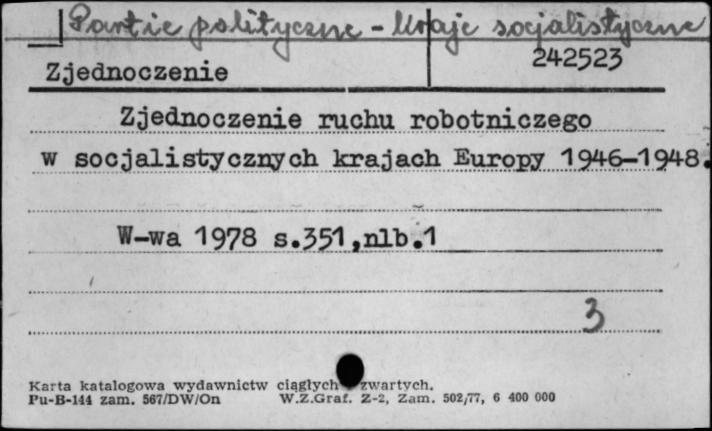 Partie polityczne - Kraje socjalistyczne
Zjednoczenie 242523
Zjednoczenie ruchu robotniczego
w socjalistycznych krajach Europy 1946-1948.
W-wa 1978 s.351,nlb.1
3
Karta katalogowa wydawnictw ciągłych zwartych.
Pu-B-144 zam. 567/DW/On W.Z.Graf. Z-2, Zam. 502/77, 6 400 000